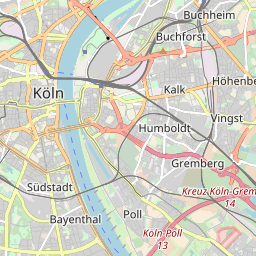 Buchheim
Buchforst
Höhenbe
Köln
Kalk
Vingst
Humboldt
Gremberg
Kreuz Köln-Grem
14
Südstadt
Poll
Bayenthal
Köln-Poll
13